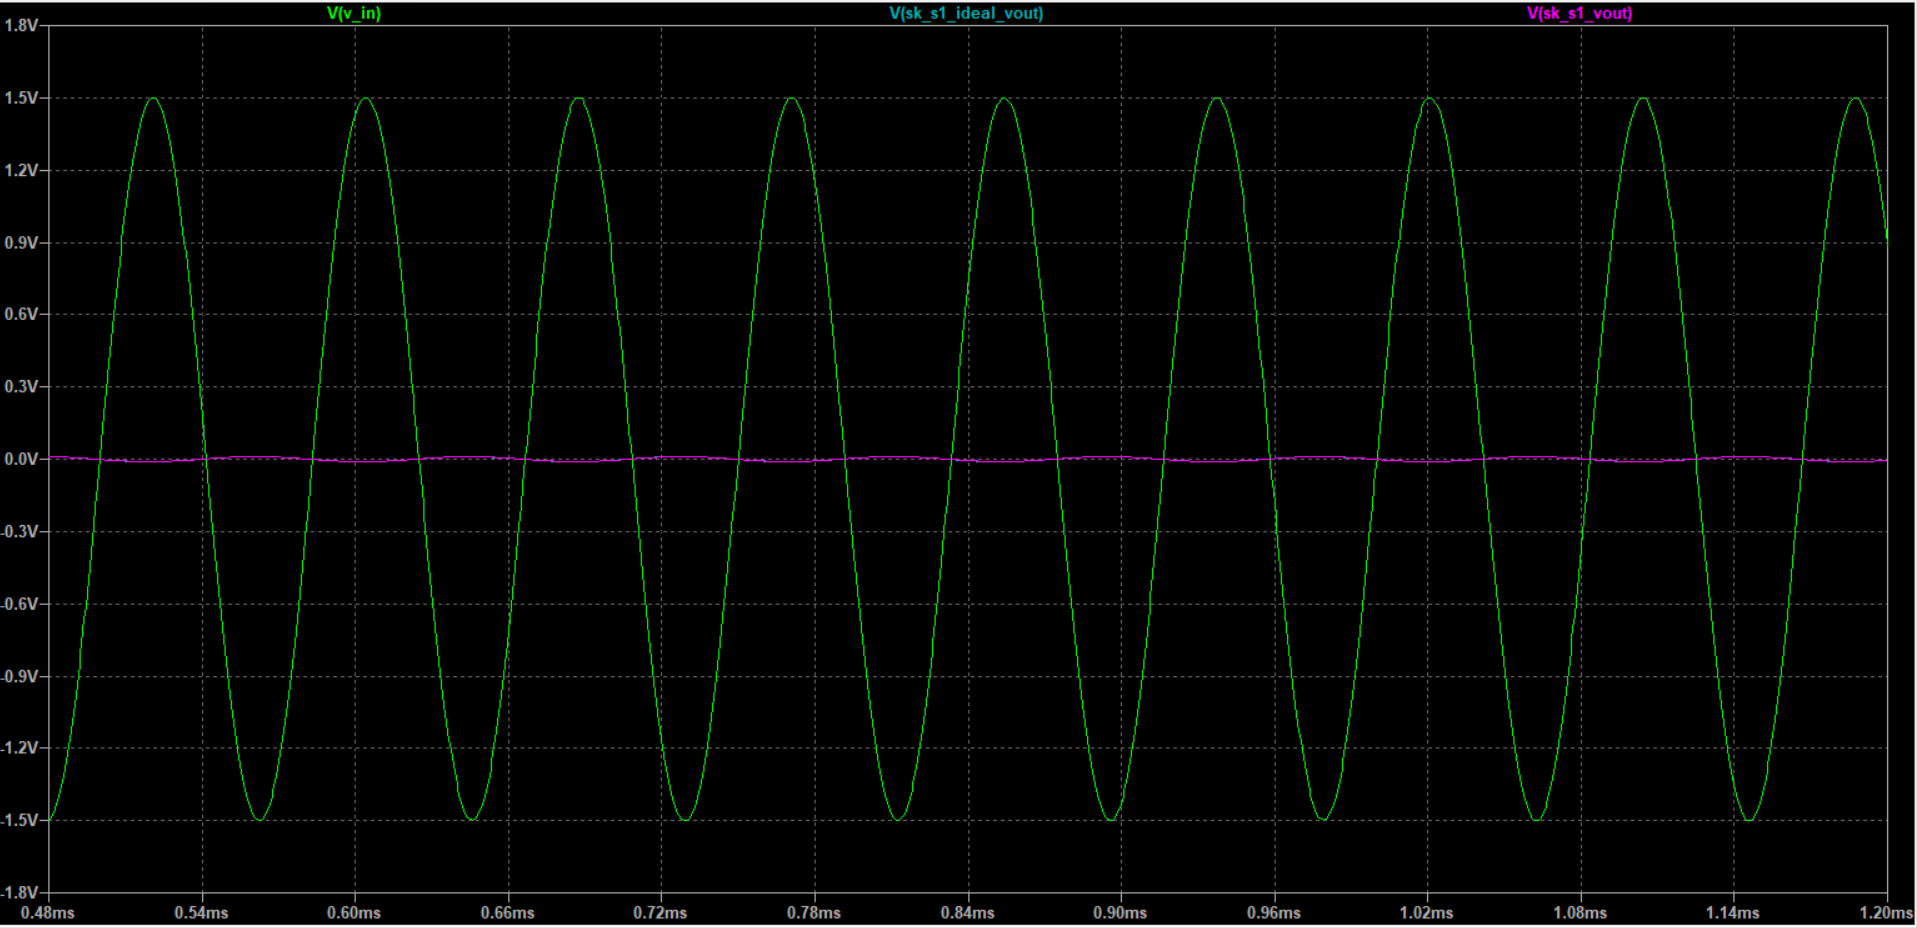 V(v_in) V(sk_s1_ideal_vout) V(sk_s1_vout)
1.8V
1.5V
1.2V
0.9V
0.6V
0.3V
0.0V
-0.3V
-0.6V
-0.9V
-1.2V
-1.5V
-1.8V
0.48ms 0.54ms 0.60ms 0.66ms 0.72ms 0.78ms 0.84ms 0.90ms 0.96ms 1.02ms 1.08ms 1.14ms 1.20ms